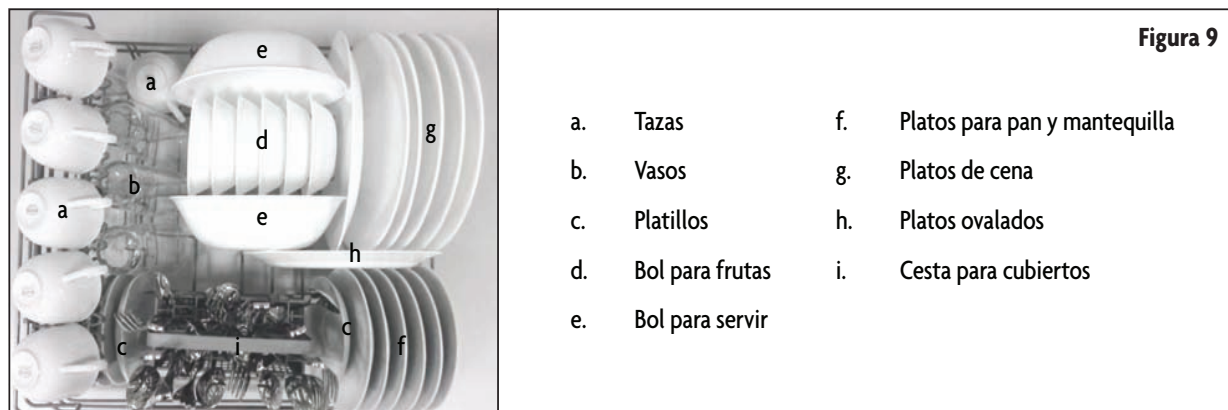 Figura 9
e
a
d
g
b
a
e
h
c
c
i
f
a. Tazas
b. Vasos
c. Platillos
d. Bol para frutas
e. Bol para servir
f. Platos para pan y mantequilla
g. Platos de cena
h. Platos ovalados
i. Cesta para cubiertos